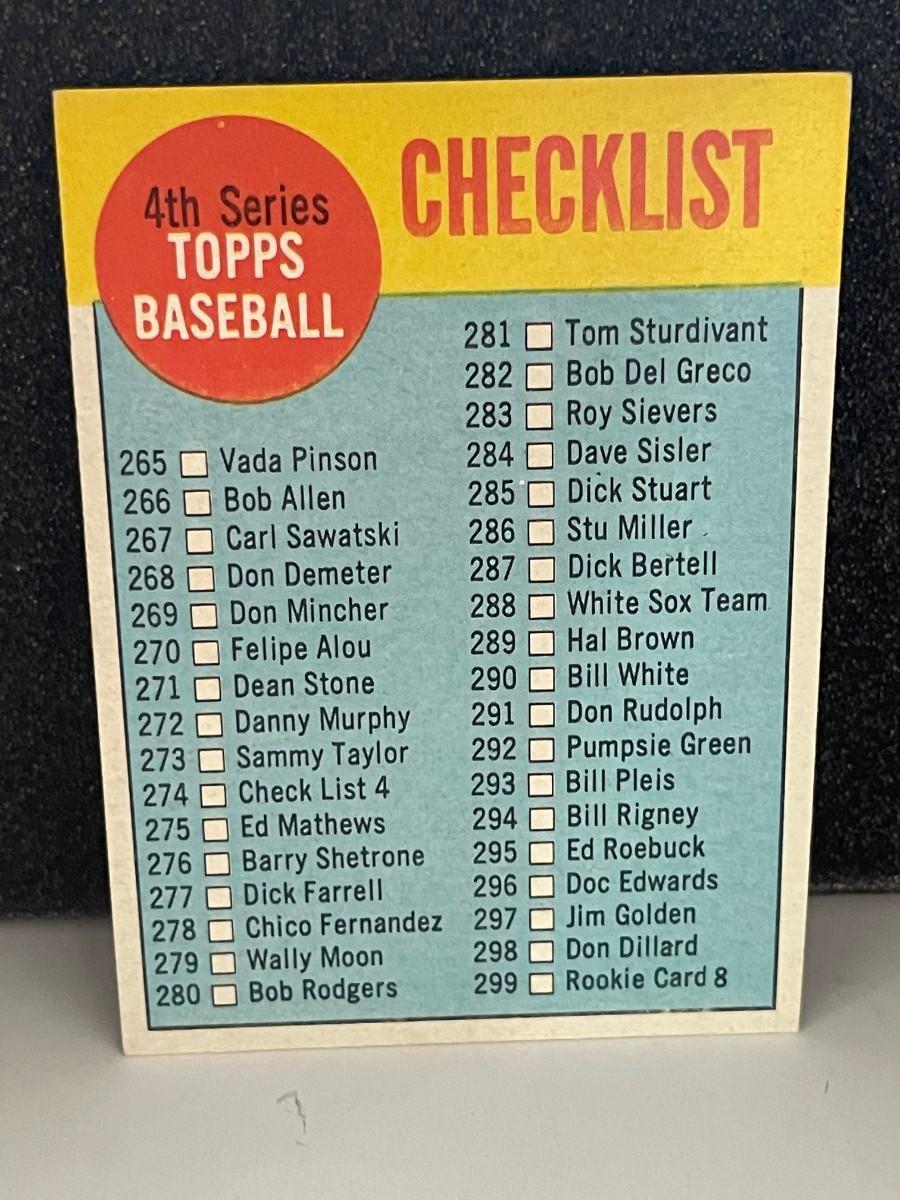 4th Series
TOPPS
BASEBALL
CHECKLIST
265 Vada Pinson
266 Bob Allen
267 Carl Sawatski
268 Don Demeter
269 Don Mincher
270 Felipe Alou
271 Dean Stone
272 Danny Murphy
273 Sammy Taylor
274 Check List 4
275 Ed Mathews
276 Barry Shetrone
277 Dick Farrell
278 Chico Fernandez
279 Wally Moon
280 Bob Rodgers
281 Tom Sturdivant
282 Bob Del Greco
283 Roy Sievers
284 Dave Sisler
285 Dick Stuart
286 Stu Miller
287 Dick Bertell
288 White Sox Team
289 Hal Brown
290 Bill White
291 Don Rudolph
292 Pumpsie Green
293 Bill Pleis
294 Bill Rigney
295 Ed Roebuck
296 Doc Edwards
297 Jim Golden
298 Don Dillard
299 Rookie Card 8